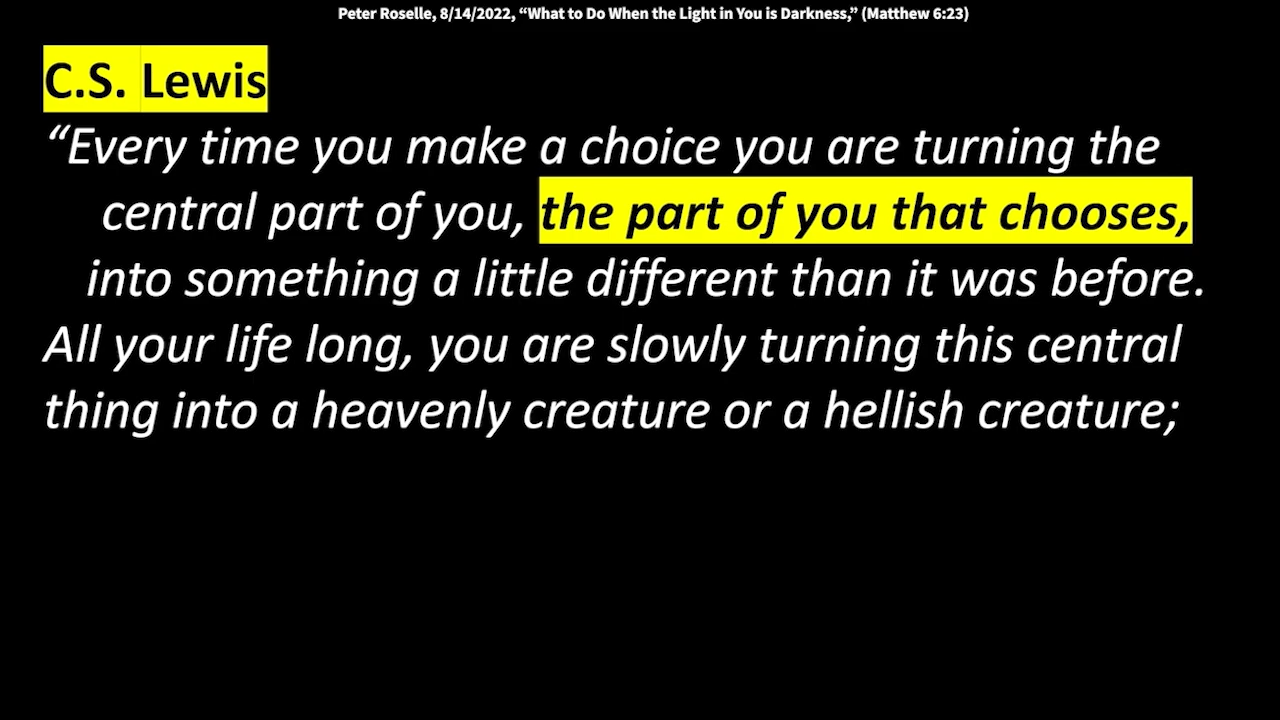 Peter Roselle, 8/14/2022, “What to Do When the Light in You is Darkness,” (Matthew 6:23)
C.S. Lewis
“Every time you make a choice you are turning the
central part of you, the part of you that chooses,
into something a little different than it was before.
All your life long, you are slowly turning this central
thing into a heavenly creature or a hellish creature;